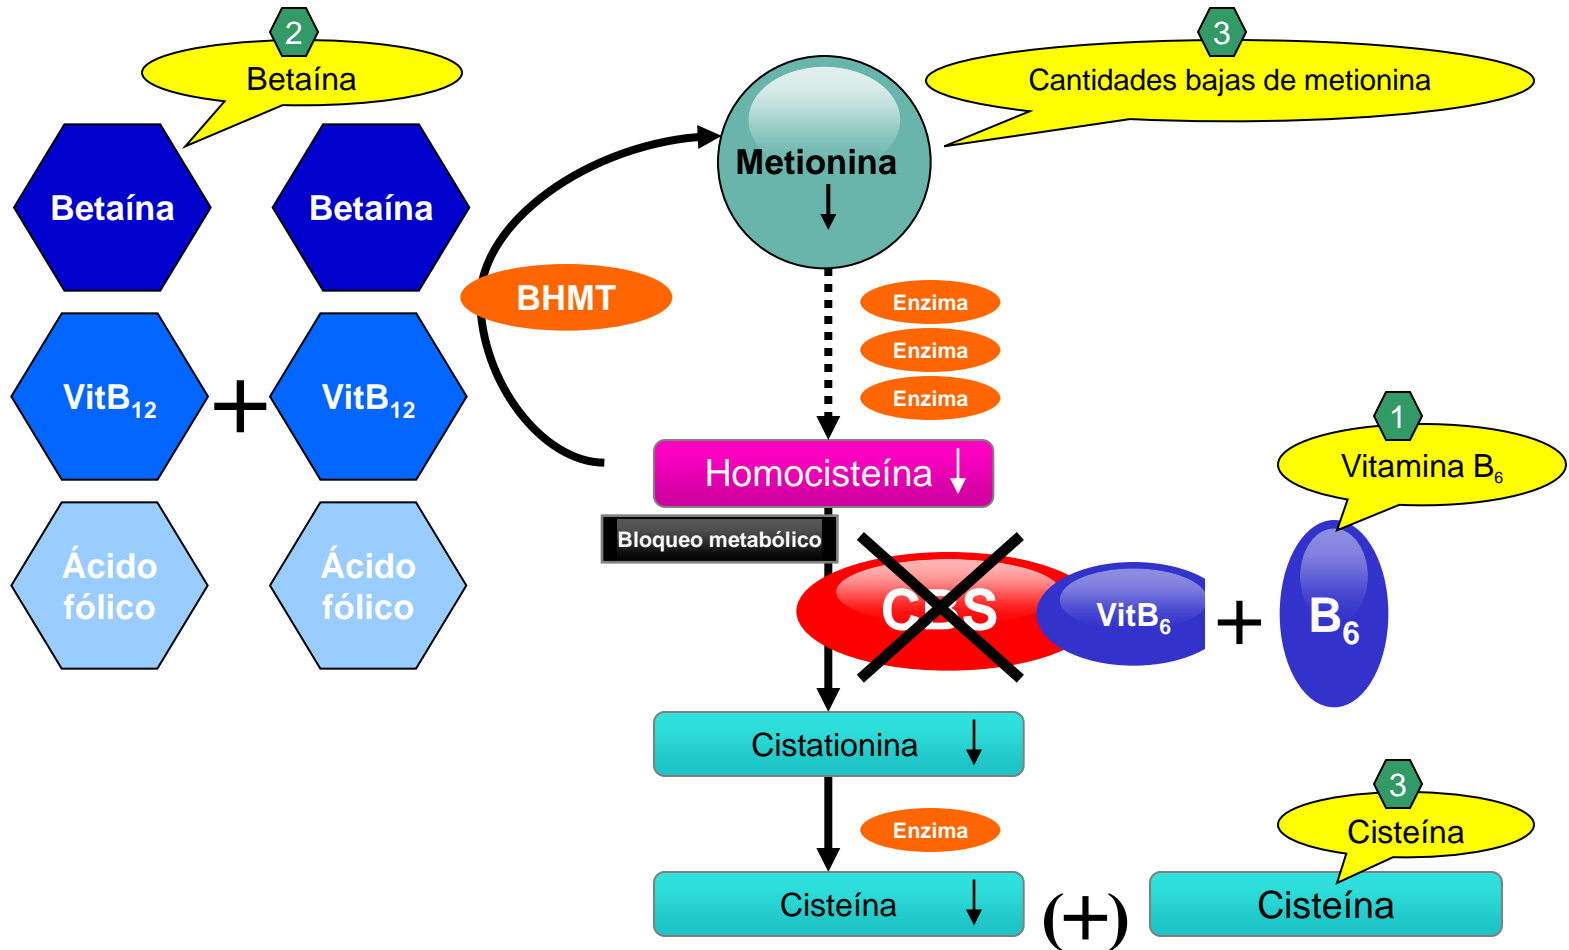 2
Betaína
3
Cantidades bajas de metionina
Betaína
Betaína
Metionina
BHMT
Enzima
Enzima
Enzima
VitB12
+
VitB12
1
Vitamina B6
Homocisteína
Bloqueo metabólico
Ácido
fólico
Ácido
fólico
CBS
VitB6
+
B6
Cistationina
3
Cisteína
Enzima
Cisteína
(+)
Cisteína